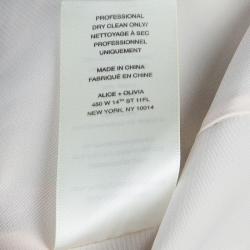 PROFESSIONAL
DRY CLEAN ONLY/
NETTOYAGE À SEC
PROFESSIONNEL
UNIQUEMENT
MADE IN CHINA
FABRIQUÉ EN CHINE
ALICE + OLIVIA
450 W 14TH ST 11FL
NEW YORK, NY 10014